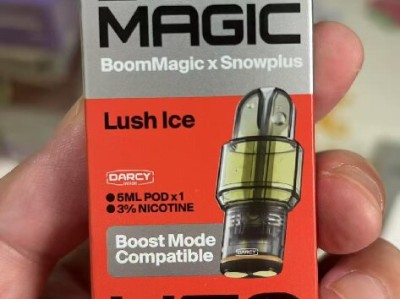 MAGIC
BoomMagic x Snowplus
Lush Ice
DARCY
5ML POD x 1
3% NICOTINE
Boost Mode
Compatible